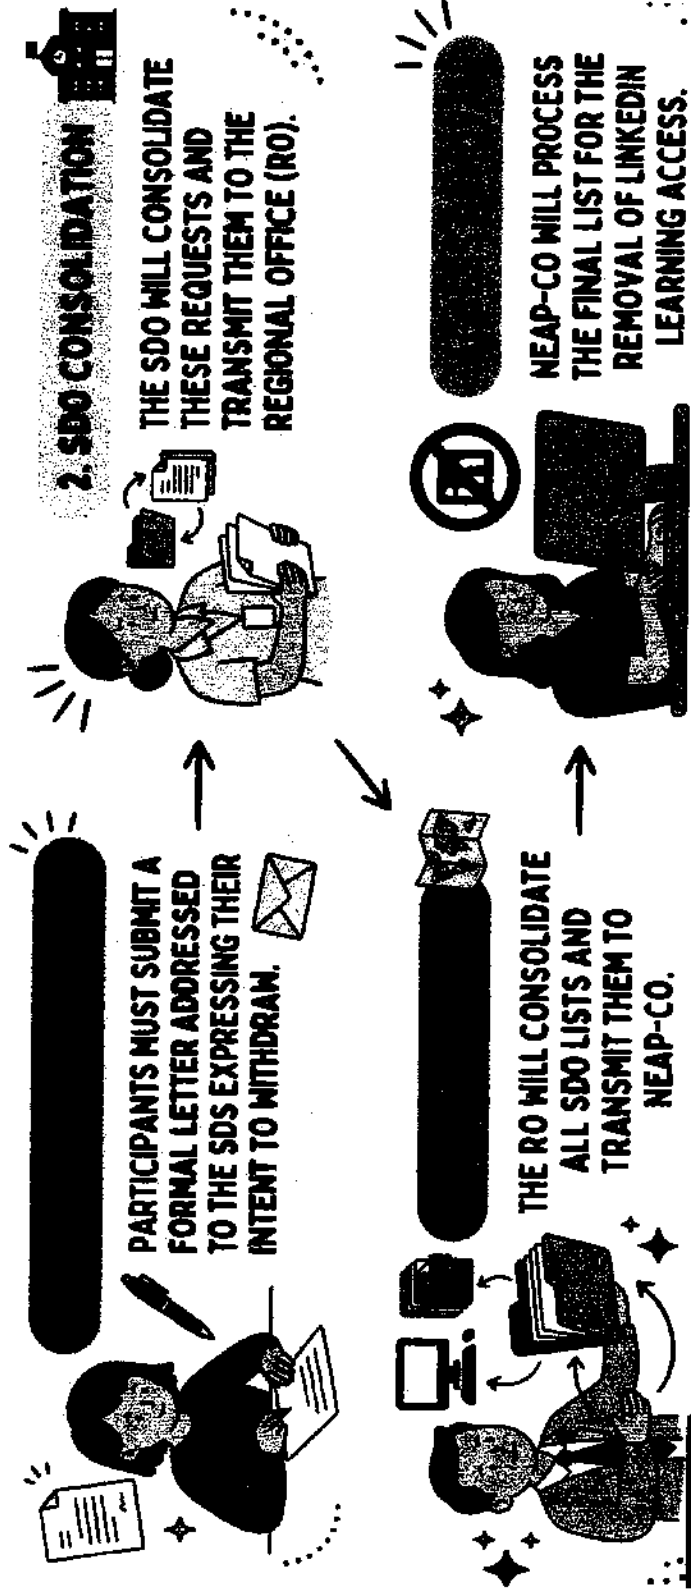 PARTICIPANTS MUST SUBMIT A
FORMAL LETTER ADDRESSED
TO THE SDS EXPRESSING THEIR
INTENT TO WITHDRAW.
2. SDO CONSOLIDATION
THE SDO WILL CONSOLIDATE
THESE REQUESTS AND
TRANSMIT THEM TO THE
REGIONAL OFFICE (RO).
THE RO WILL CONSOLIDATE
ALL SDO LISTS AND
TRANSMIT THEM TO
NEAP-CO.
NEAP-CO WILL PROCESS
THE FINAL LIST FOR THE
REMOVAL OF LINKEDIN
LEARNING ACCESS.